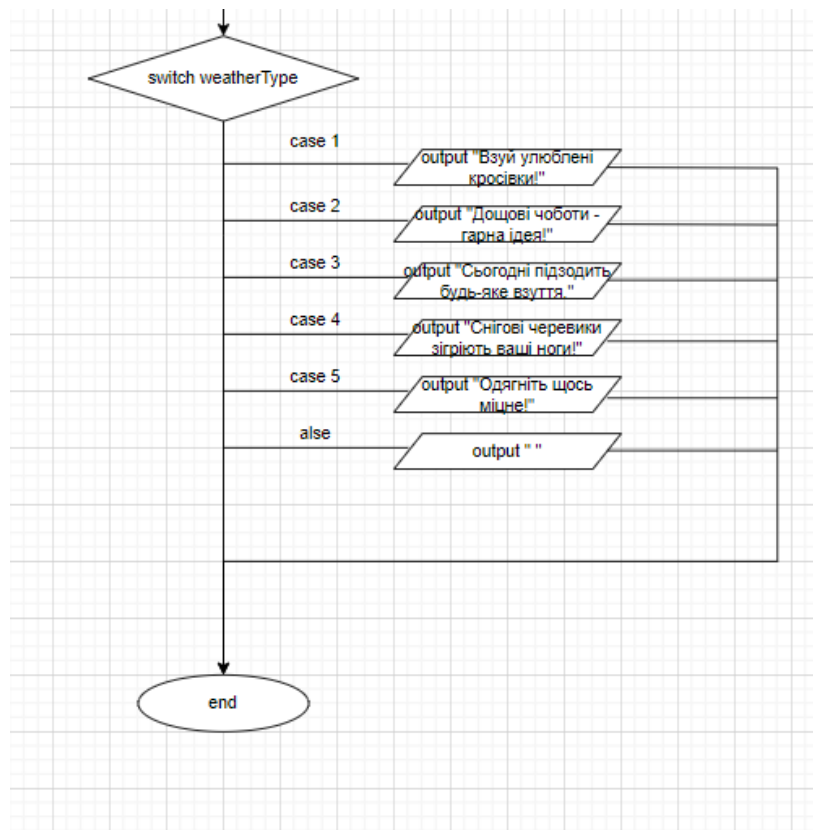 switch weatherType
case 1
output "Взуй улюблені
кросівки!"
case 2
output "Дощові чоботи -
гарна ідея!"
case 3
output "Сьогодні підзодить
будь-яке взуття."
case 4
output "Снігові черевики
зігріють ваші ноги!"
case 5
output "Одягніть щось
міцне!"
alse
output " "
end